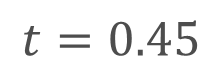 t = 0.45